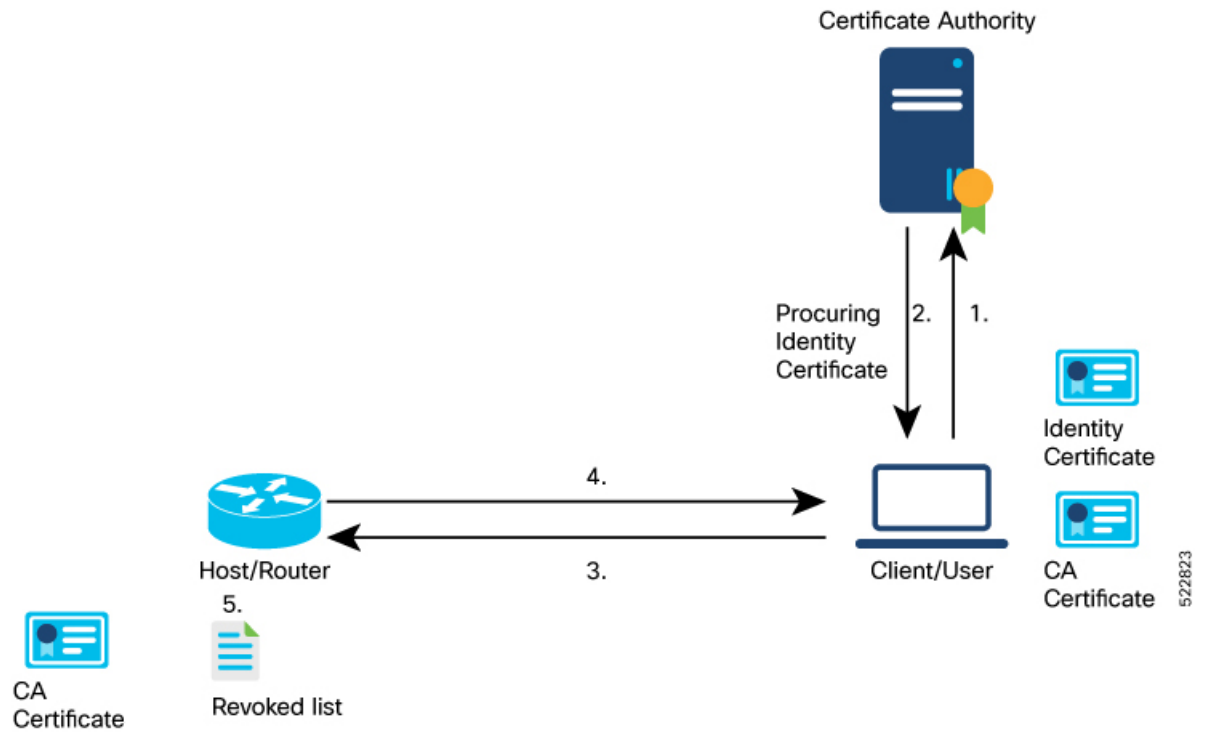 Certificate Authority
Procuring
Identity
Certificate
2.
1.
Identity
Certificate
4.
Host/Router
3.
Client/User
CA
Certificate
522823
5.
CA
Certificate
Revoked list